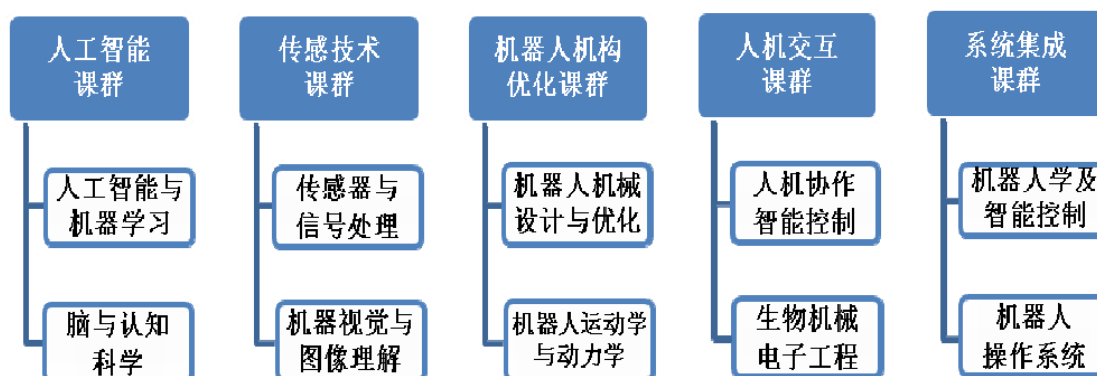 人工智能
课群
传感技术
课群
机器人机构
优化课群
人机交互
课群
系统集成
课群
人工智能与
机器学习
传感器与
信号处理
机器人机械
设计与优化
人机协作
智能控制
机器人学及
智能控制
脑与认知
科学
机器视觉与
图像理解
机器人运动学
与动力学
生物机械
电子工程
机器人
操作系统